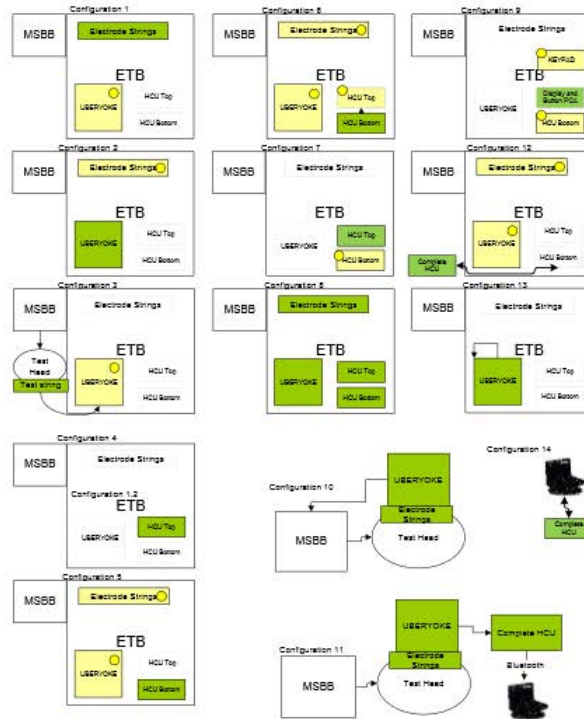 Configuration 1
MSBB
Electrode Strings
ETB
UBERYOKE
HCU Top
HCU Bottom
Configuration 6
MSBB
Electrode Strings
ETB
UBERYOKE
HCU Top
HCU Bottom
Configuration 9
MSBB
Electrode Strings
KEYPAD
ETB
UBERYOKE
Display and
Button PCA
HCU Bottom
Configuration 2
MSBB
Electrode Strings
ETB
UBERYOKE
HCU Top
HCU Bottom
Configuration 7
MSBB
Electrode Strings
ETB
UBERYOKE
HCU Top
HCU Bottom
Configuration 12
MSBB
Electrode Strings
ETB
UBERYOKE
HCU Top
HCU Bottom
Complete
HCU
Configuration 3
MSBB
Electrode Strings
Test
Head
Test string
ETB
UBERYOKE
HCU Top
HCU Bottom
Configuration 8
MSBB
Electrode Strings
ETB
UBERYOKE
HCU Top
HCU Bottom
Configuration 13
MSBB
Electrode Strings
ETB
UBERYOKE
HCU Top
HCU Bottom
Configuration 4
MSBB
Electrode Strings
Configuration 1.2
ETB
UBERYOKE
HCU Top
HCU Bottom
Configuration 10
UBERYOKE
Electrode
Strings
MSBB
Test Head
Configuration 14
Complete
HCU
Configuration 5
MSBB
Electrode Strings
ETB
UBERYOKE
HCU Top
HCU Bottom
Configuration 11
UBERYOKE
Complete HCU
Electrode
Strings
MSBB
Test Head
Bluetooth